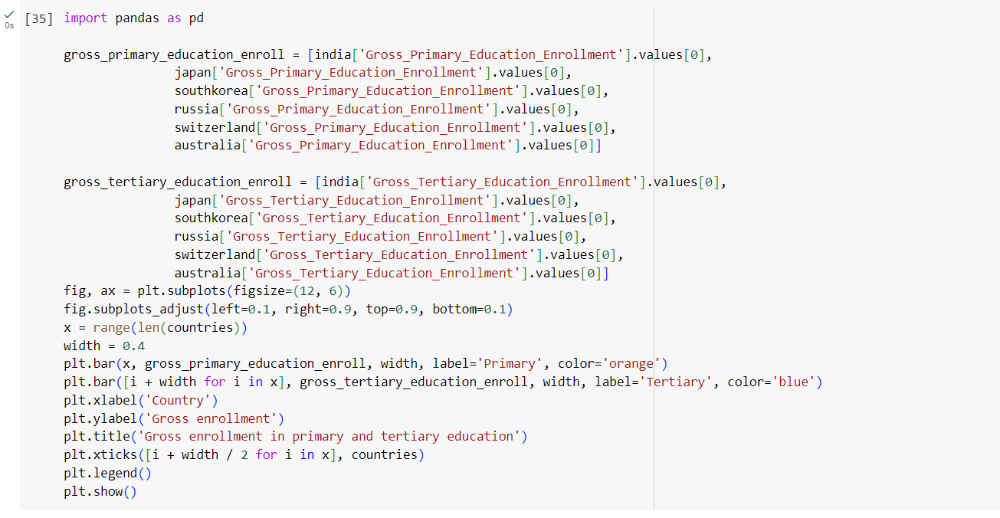 [35] import pandas as pd
0s
gross_primary_education_enroll = [india['Gross_Primary_Education_Enrollment'].values[0],
japan['Gross_Primary_Education_Enrollment'].values[0],
southkorea['Gross_Primary_Education_Enrollment'].values[0],
russia['Gross_Primary_Education_Enrollment'].values[0],
switzerland['Gross_Primary_Education_Enrollment'].values[0],
australia['Gross_Primary_Education_Enrollment'].values[0]]
gross_tertiary_education_enroll = [india['Gross_Tertiary_Education_Enrollment'].values[0],
japan['Gross_Tertiary_Education_Enrollment'].values[0],
southkorea['Gross_Tertiary_Education_Enrollment'].values[0],
russia['Gross_Tertiary_Education_Enrollment'].values[0],
switzerland['Gross_Tertiary_Education_Enrollment'].values[0],
australia['Gross_Tertiary_Education_Enrollment'].values[0]]
fig, ax = plt.subplots(figsize=(12, 6))
fig.subplots_adjust(left=0.1, right=0.9, top=0.9, bottom=0.1)
x = range(len(countries))
width = 0.4
plt.bar(x, gross_primary_education_enroll, width, label='Primary', color='orange')
plt.bar([i + width for i in x], gross_tertiary_education_enroll, width, label='Tertiary', color='blue')
plt.xlabel('Country')
plt.ylabel('Gross enrollment')
plt.title('Gross enrollment in primary and tertiary education')
plt.xticks([i + width / 2 for i in x], countries)
plt.legend()
plt.show()